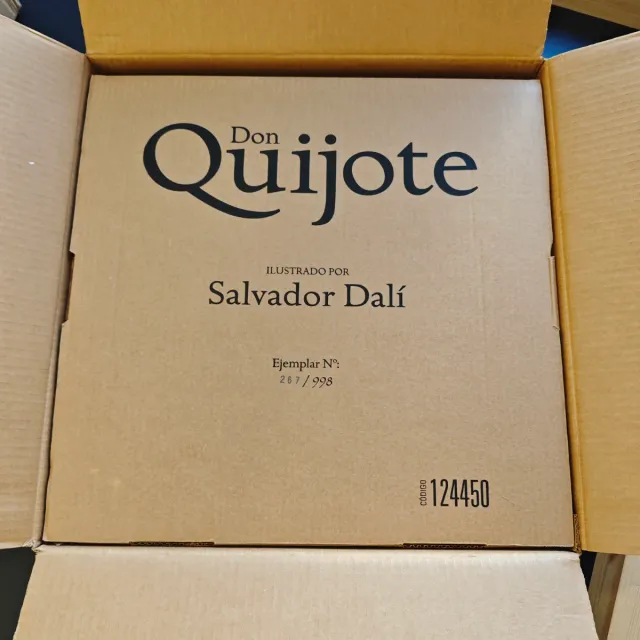 Don
Quijote
ILUSTRADO POR
Salvador Dalí
Ejemplar Nº:
267/998
CÓDIGO 124450